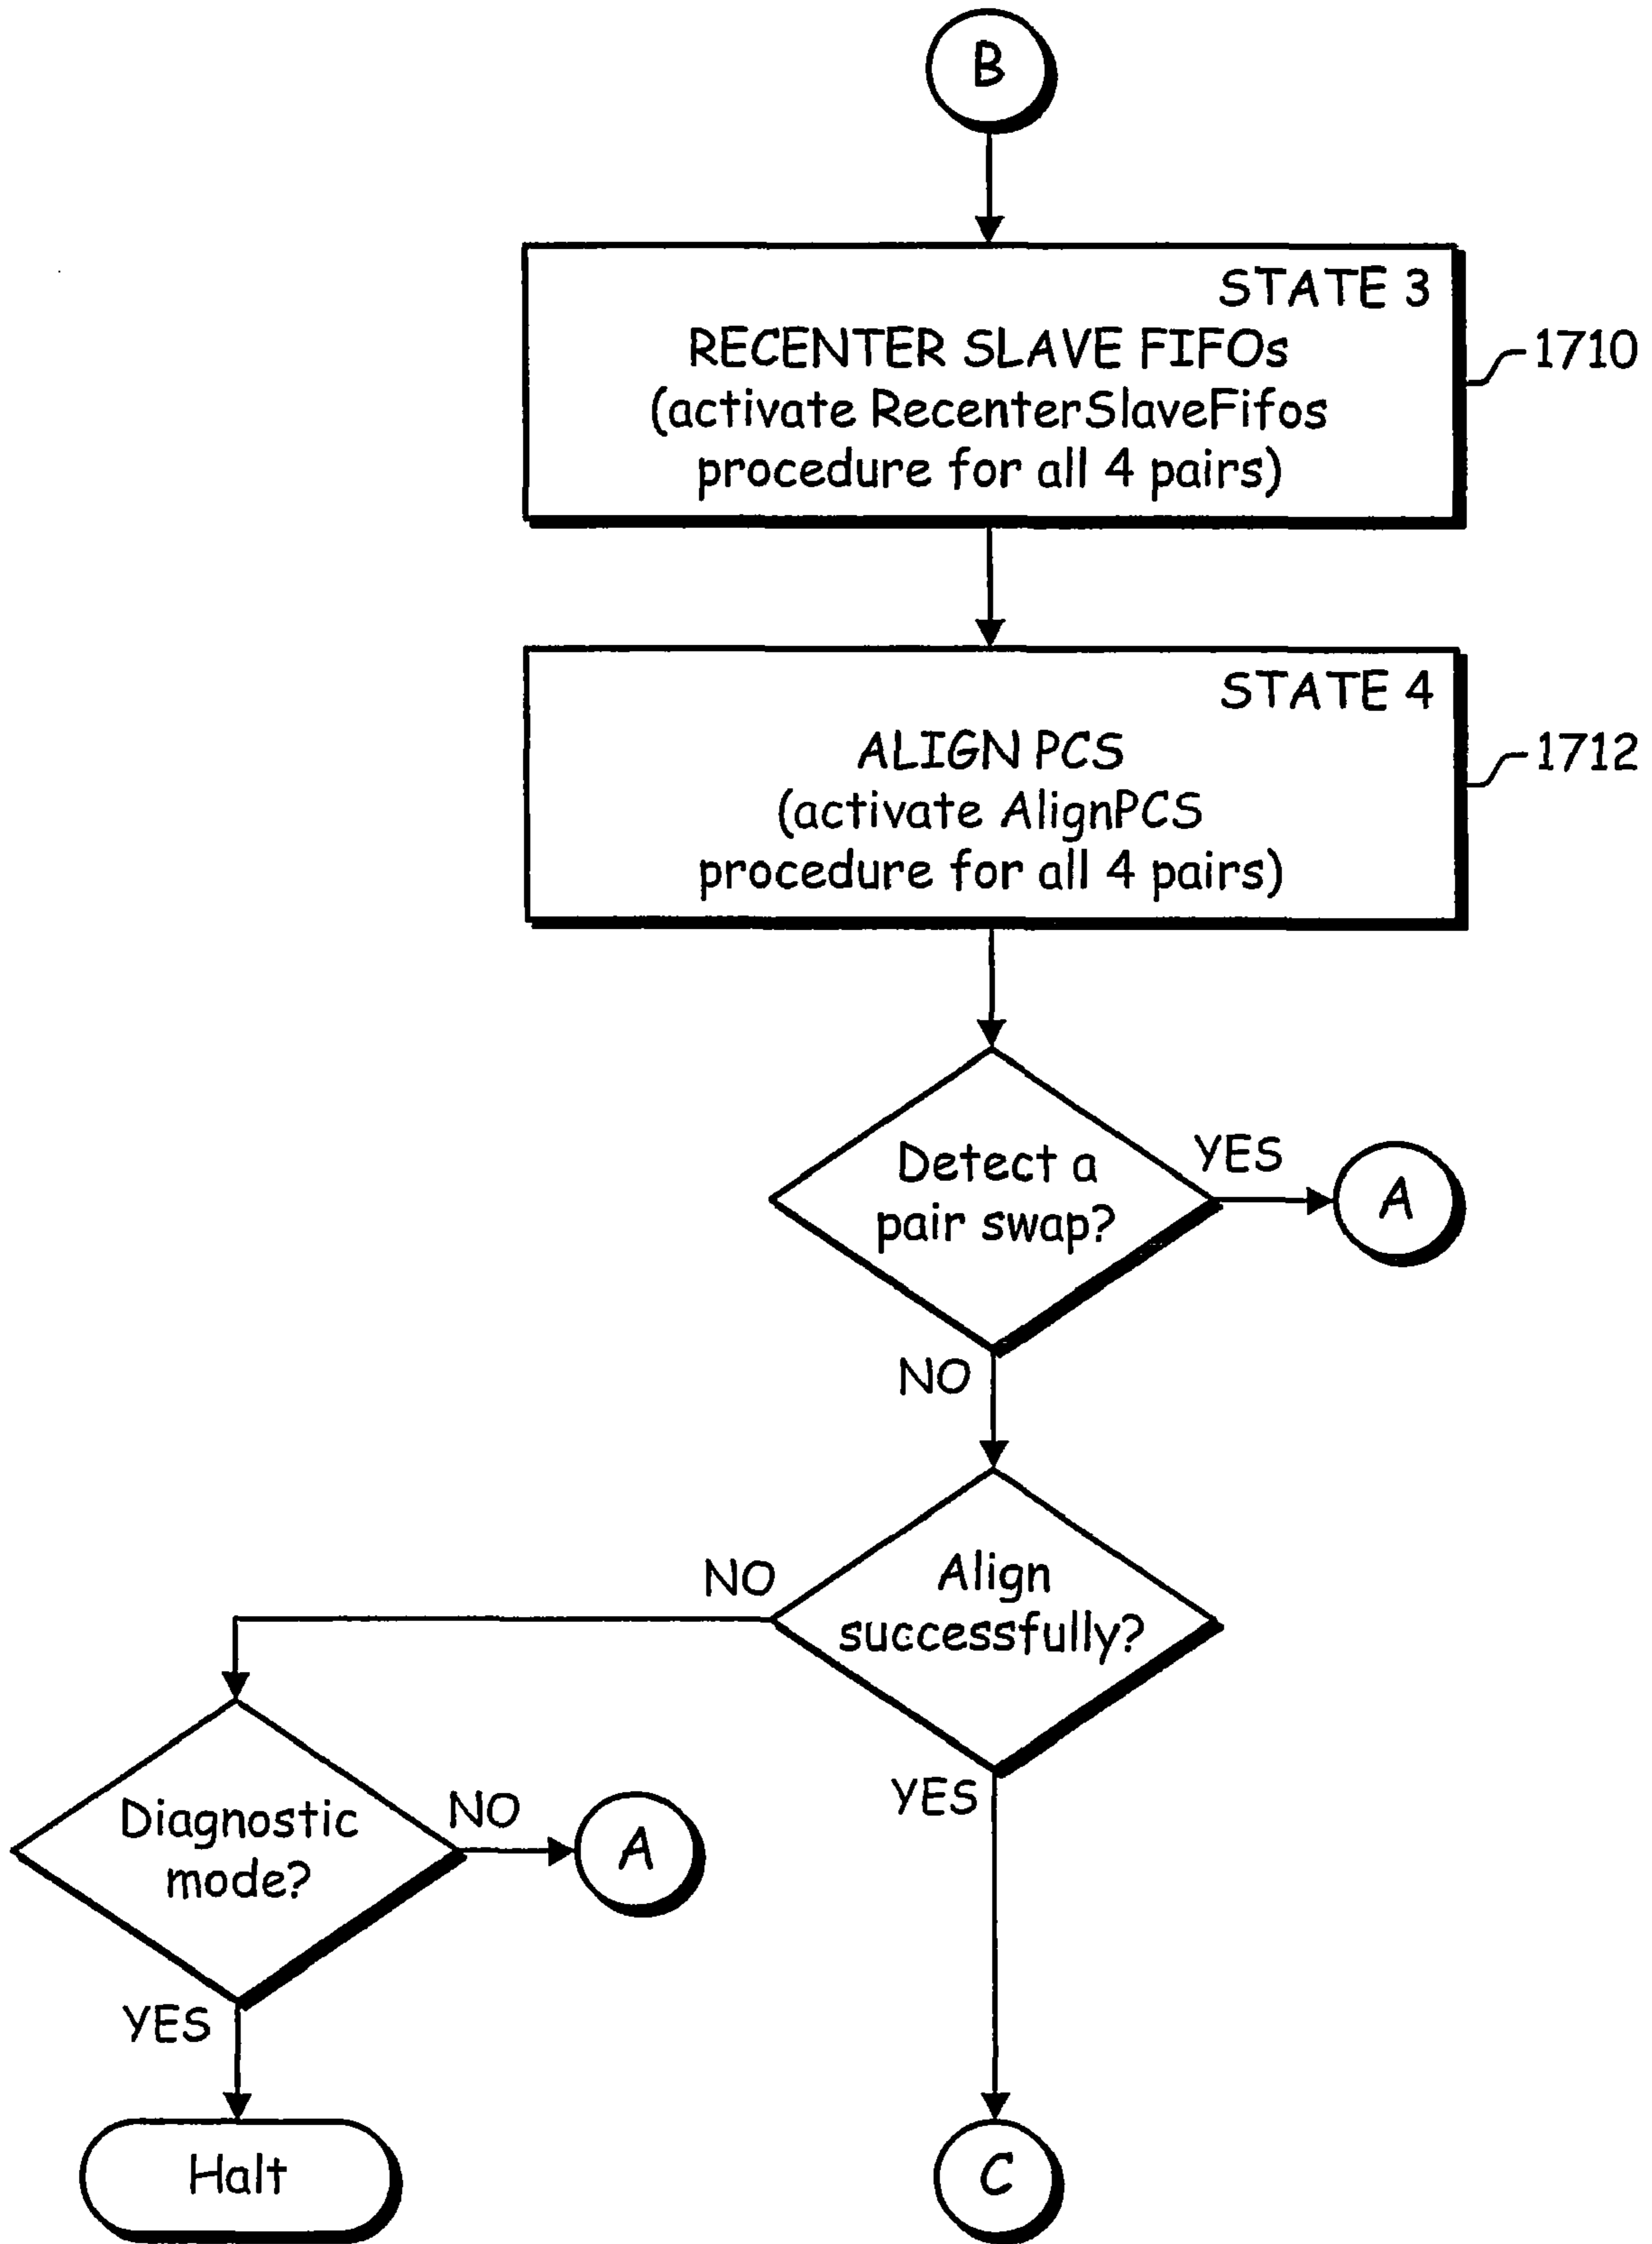 B
STATE 3
RECENTER SLAVE FIFOs
(activate RecenterSlaveFifos
procedure for all 4 pairs)
1710
STATE 4
ALIGN PCS
(activate AlignPCS
procedure for all 4 pairs)
1712
Detect a
pair swap?
YES
A
NO
Align
successfully?
NO
YES
Diagnostic
mode?
NO
A
YES
Halt
C